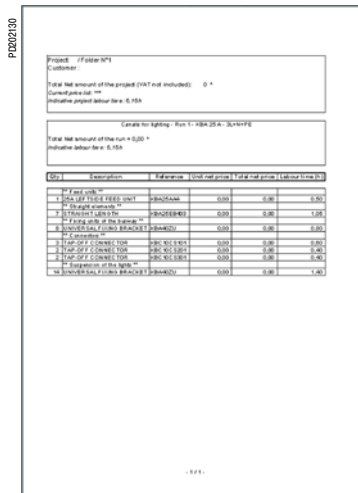 PD202130
Project: / Folder N°1
Customer:
Total Net amount of the project (VAT not included): 0 *
Current price list: ***
Indicative project labour time: 5,15h
Canalis for lighting - Run 1 - KBA 25 A - 3L+N+PE
Total Net amount of the run = 0,00 *
Indicative labour time: 5,15h
Qty Description Reference Unit net price Total net price Labour time (h)
** Feed units **
1 25A LEFTSIDE FEED UNIT KBA25AA4 0,00 0,00 0,50
** Straight elements **
7 STRAIGHT LENGTH 0,00 0,00 1,05
** Fixing units of the busway **
8 UNIVERSAL FIXING BRACKET KBA40ZU 0,00 0,00 0,80
** Connectors **
3 TAP-OFF CONNECTOR KBC10CS101 0,00 0,00 0,60
2 TAP-OFF CONNECTOR KBC10CS201 0,00 0,00 0,40
2 TAP-OFF CONNECTOR KBC10CS301 0,00 0,00 0,40
** Suspension of the lights **
14 UNIVERSAL FIXING BRACKET KBA40ZU 0,00 0,00 1,40
- 1 / 1 -